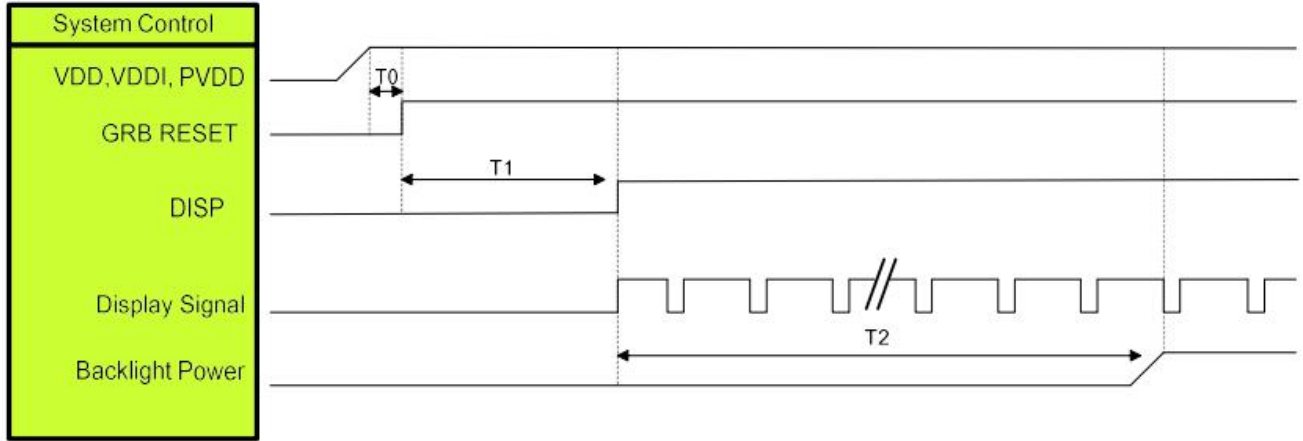 System Control
VDD,VDDI, PVDD
T0
GRB RESET
T1
DISP
Display Signal
T2
Backlight Power